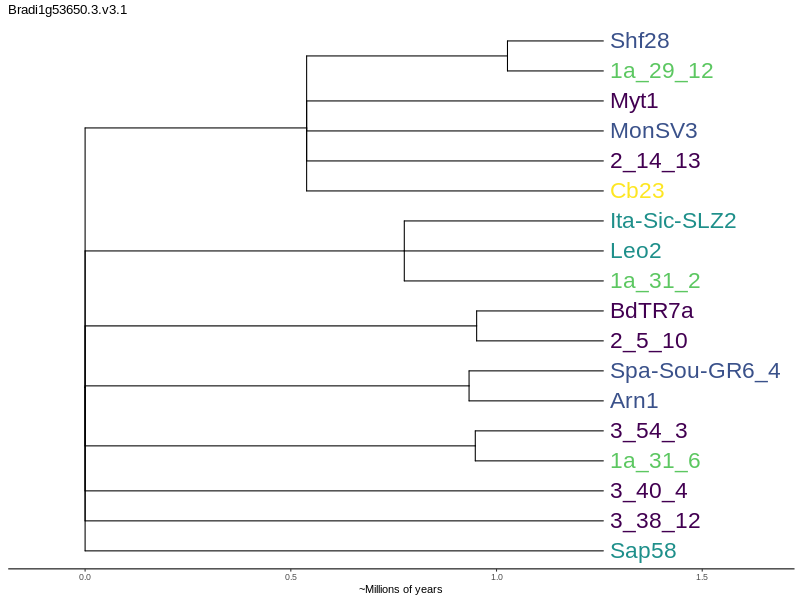 Bradi1g53650.3.v3.1
Shf28
1a_29_12
Myt1
MonSV3
2_14_13
Cb23
Ita-Sic-SLZ2
Leo2
1a_31_2
BdTR7a
2_5_10
Spa-Sou-GR6_4
Arn1
3_54_3
1a_31_6
3_40_4
3_38_12
Sap58
0.0 0.5 1.0 1.5
~Millions of years